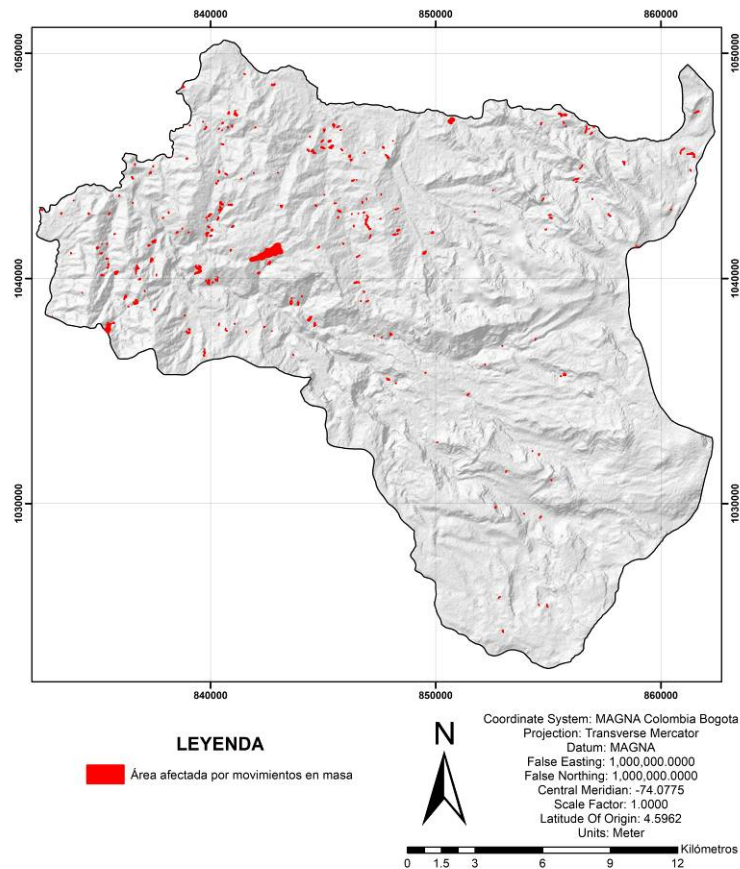 840000 850000 860000
1050000 1050000
1040000 1040000
1030000 1030000
840000 850000 860000
LEYENDA
Área afectada por movimientos en masa
N
Coordinate System: MAGNA Colombia Bogota
Projection: Transverse Mercator
Datum: MAGNA
False Easting: 1,000,000.0000
False Northing: 1,000,000.0000
Central Meridian: -74.0775
Scale Factor: 1.0000
Latitude Of Origin: 4.5962
Units: Meter
Kilómetros
0 1.5 3 6 9 12